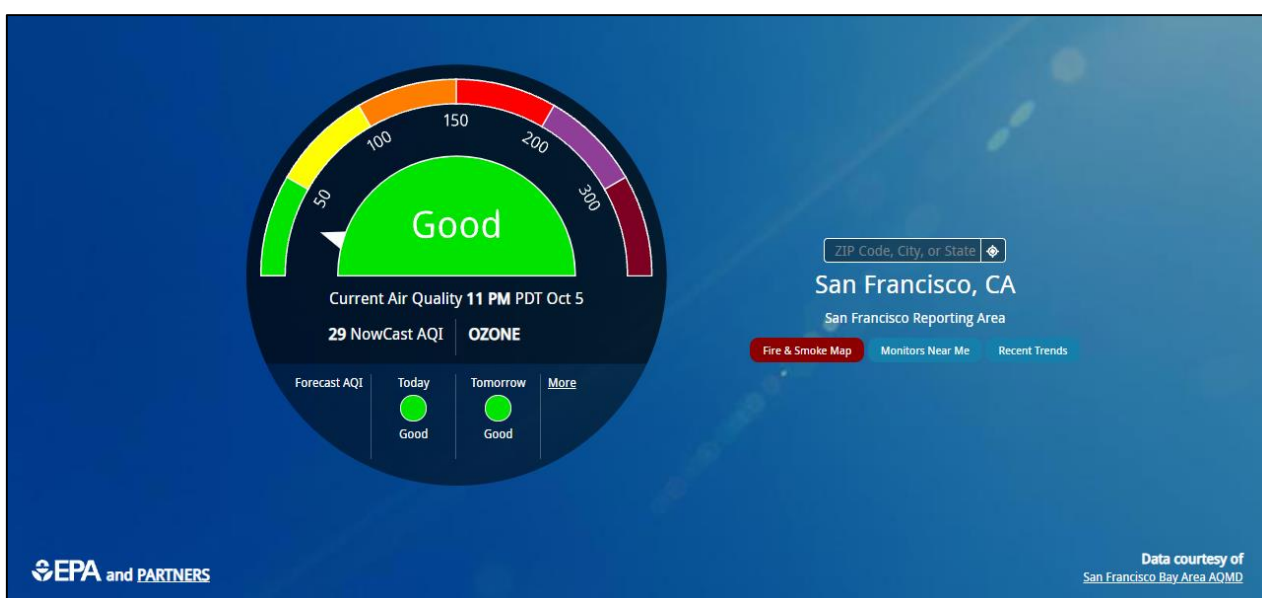 50
100
150
200
300
Good
Current Air Quality 11 PM PDT Oct 5
29 NowCast AQI OZONE
Forecast AQI Today Tomorrow More
Good Good
ZIP Code, City, or State
San Francisco, CA
San Francisco Reporting Area
Fire & Smoke Map Monitors Near Me Recent Trends
EPA and PARTNERS
Data courtesy of
San Francisco Bay Area AQMD